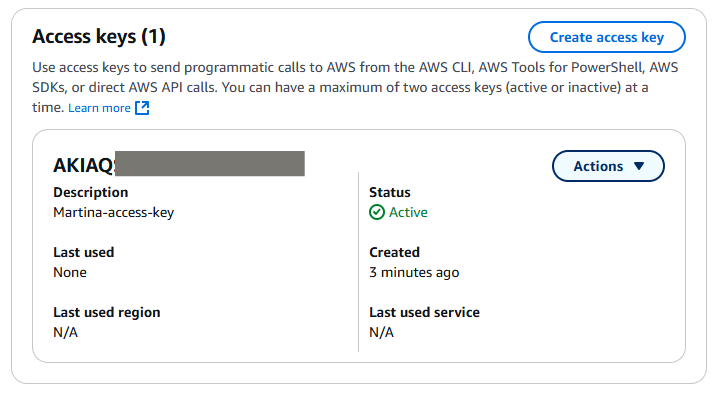 Access keys (1)
Create access key
Use access keys to send programmatic calls to AWS from the AWS CLI, AWS Tools for PowerShell, AWS
SDKs, or direct AWS API calls. You can have a maximum of two access keys (active or inactive) at a
time. Learn more
AKIAQ
Actions
Description
Martina-access-key
Status
Active
Last used
None
Created
3 minutes ago
Last used region
N/A
Last used service
N/A